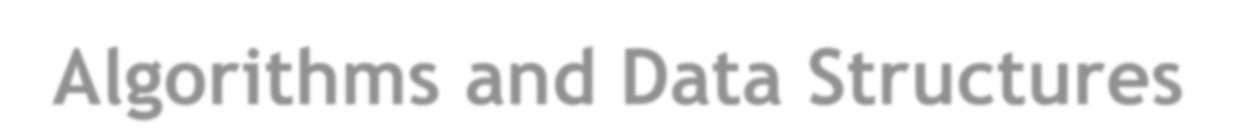 Algorithms and Data Structures